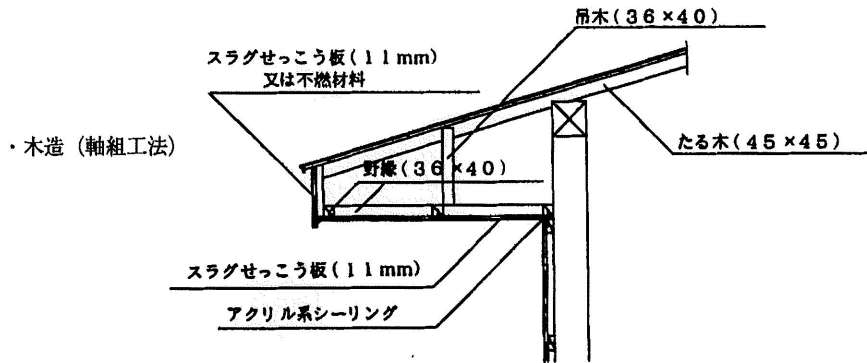 吊木(36×40)
スラグせっこう板(11mm)
又は不燃材料
・木造(軸組工法)
たる木(45×45)
野縁(36×40)
スラグせっこう板(11mm)
アクリル系シーリング